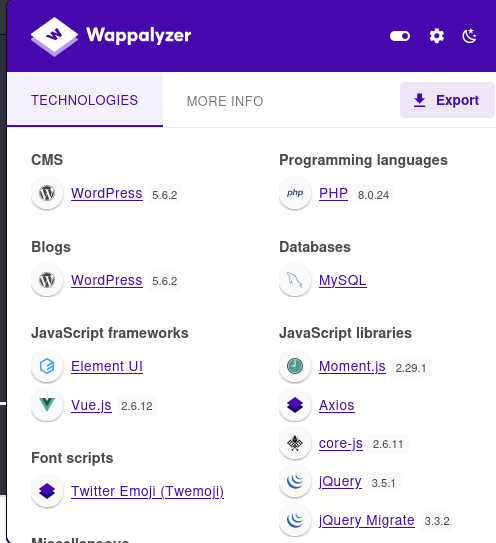 Wappalyzer
TECHNOLOGIES
MORE INFO
Export
CMS
WordPress 5.6.2
Blogs
WordPress 5.6.2
JavaScript frameworks
Element UI
Vue.js 2.6.12
Font scripts
Twitter Emoji (Twemoji)
Miscellaneous
Programming languages
php PHP 8.0.24
Databases
MySQL
JavaScript libraries
Moment.js 2.29.1
Axios
core-js 2.6.11
jQuery 3.5.1
jQuery Migrate 3.3.2